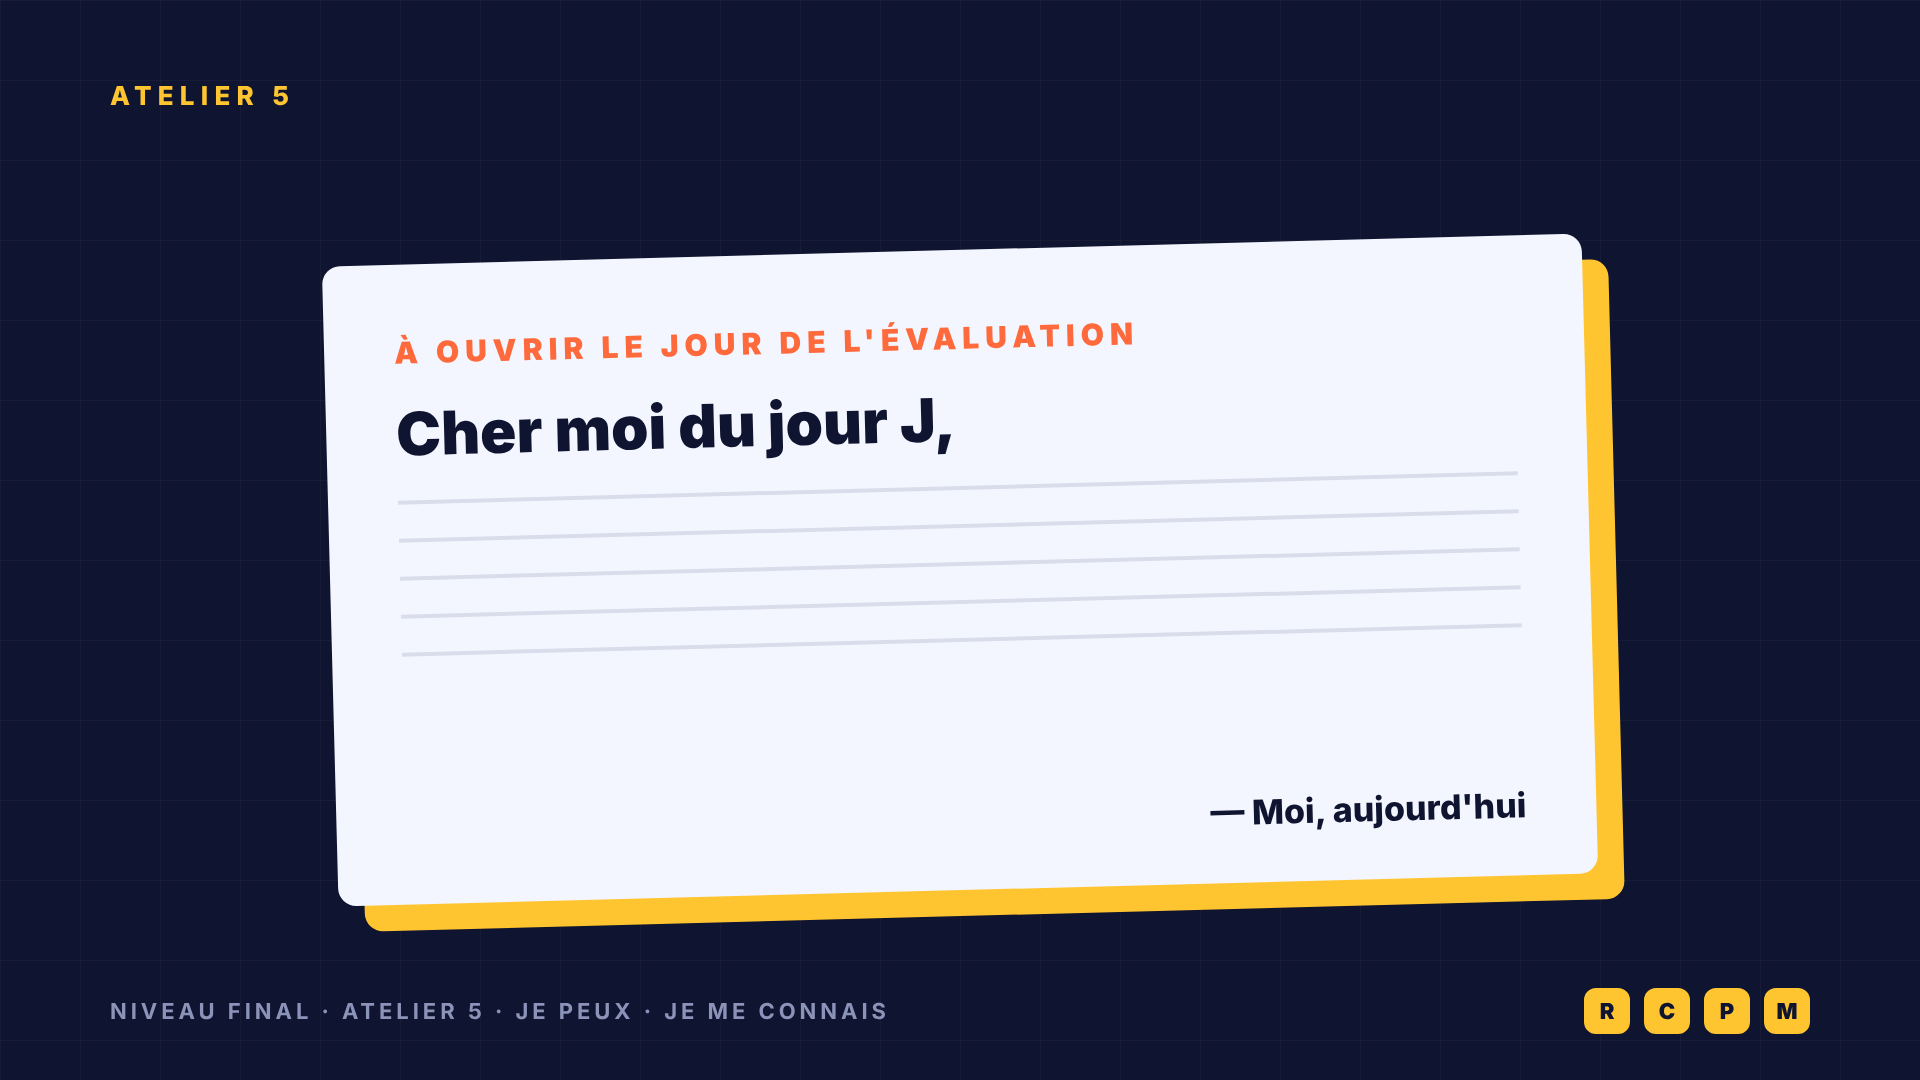 ATELIER 5
À OUVRIR LE JOUR DE L'ÉVALUATION
Cher moi du jour J,
— Moi, aujourd'hui
NIVEAU FINAL · ATELIER 5 · JE PEUX · JE ME CONNAIS
R C P M